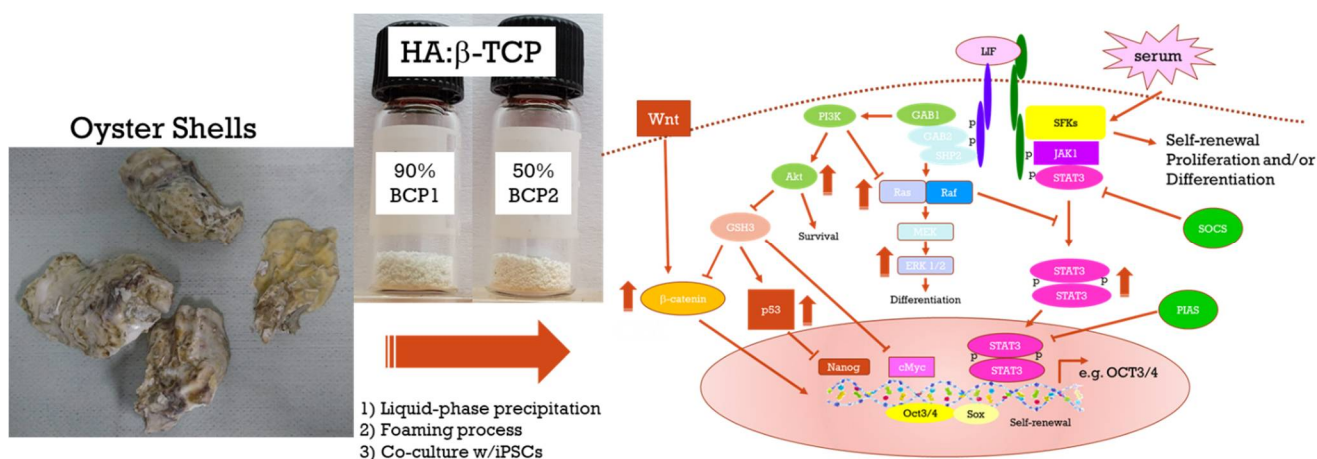 Oyster Shells
HA:β-TCP
90%
BCP1
50%
BCP2
1) Liquid-phase precipitation
2) Foaming process
3) Co-culture w/iPSCs
LIF
serum
Wnt
PI3K
GAB1
GAB2
SHP2
p
p
SFKs
JAK1
STAT3
p
p
Self-renewal
Proliferation and/or
Differentiation
Akt
Ras
Raf
SOCS
GSH3
Survival
MEK
ERK 1/2
Differentiation
STAT3
p
p
STAT3
β-catenin
p53
PIAS
Nanog
cMyc
STAT3
p
p
STAT3
e.g. OCT3/4
Oct3/4
Sox
Self-renewal